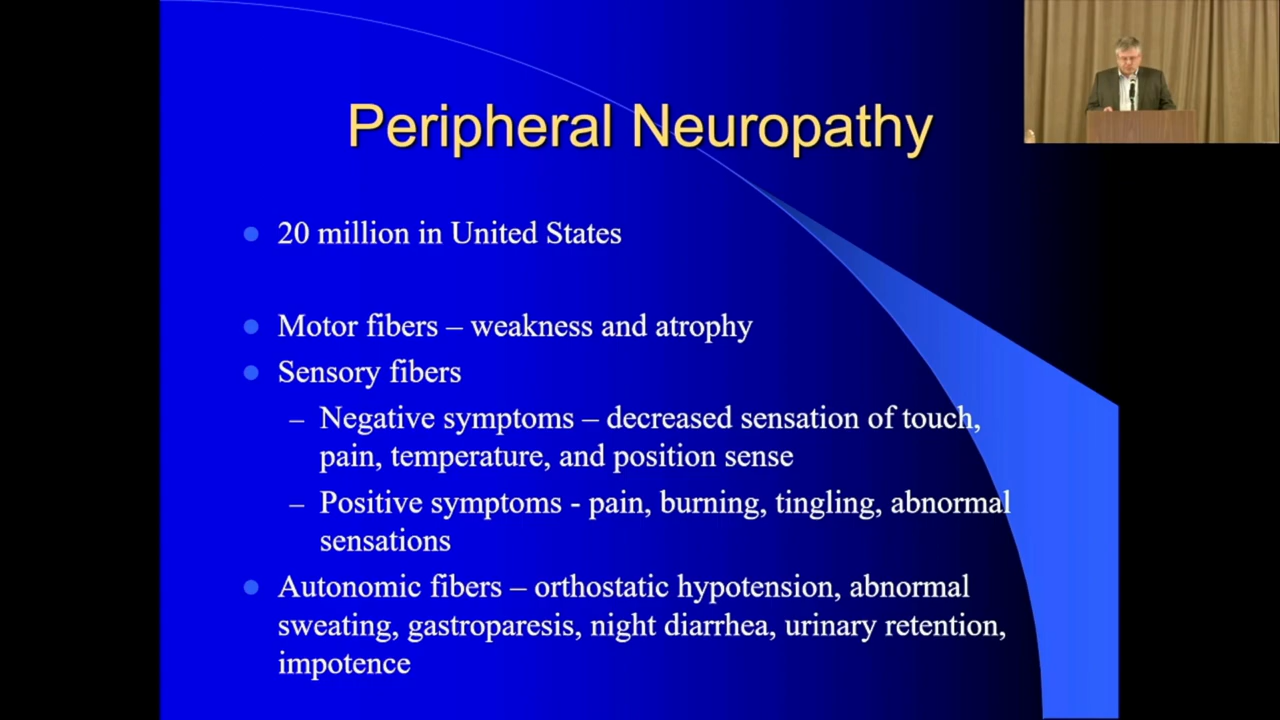 Peripheral Neuropathy
20 million in United States
Motor fibers – weakness and atrophy
Sensory fibers
– Negative symptoms – decreased sensation of touch,
pain, temperature, and position sense
– Positive symptoms - pain, burning, tingling, abnormal
sensations
Autonomic fibers – orthostatic hypotension, abnormal
sweating, gastroparesis, night diarrhea, urinary retention,
impotence